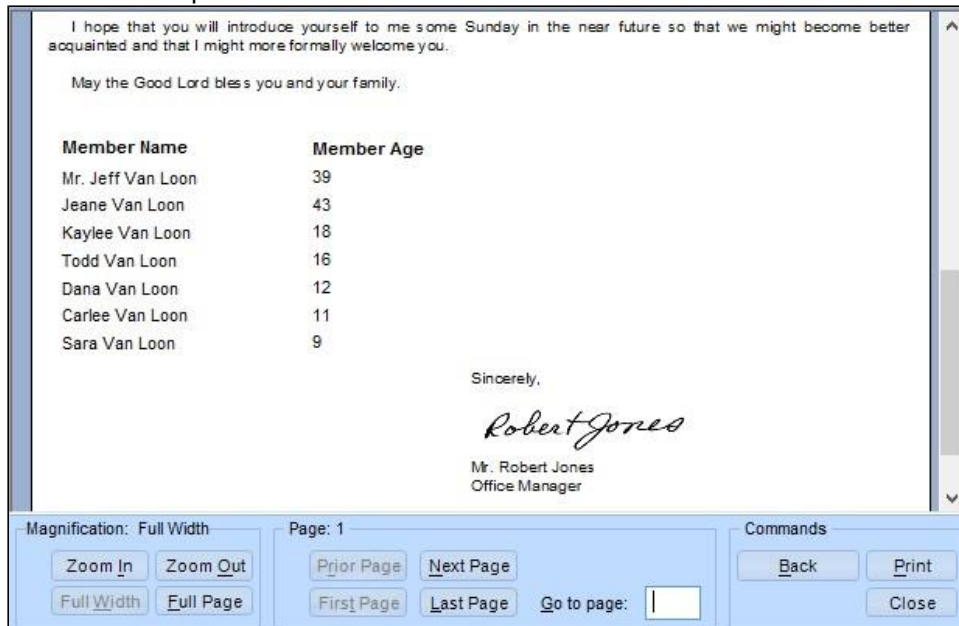 I hope that you will introduce yourself to me some Sunday in the near future so that we might become better
acquainted and that I might more formally welcome you.
May the Good Lord bless you and your family.
Member Name Member Age
Mr. Jeff Van Loon 39
Jeane Van Loon 43
Kaylee Van Loon 18
Todd Van Loon 16
Dana Van Loon 12
Carlee Van Loon 11
Sara Van Loon 9
Sincerely,
Robert Jones
Mr. Robert Jones
Office Manager
Magnification: Full Width Page: 1 Commands
Zoom In Zoom Out Prior Page Next Page Back Print
Full Width Full Page First Page Last Page Go to page: Close